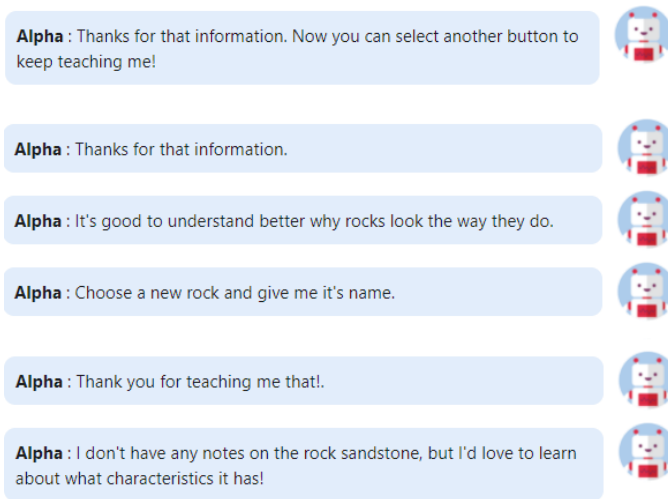 Alpha : Thanks for that information. Now you can select another button to
keep teaching me!
Alpha : Thanks for that information.
Alpha : It's good to understand better why rocks look the way they do.
Alpha : Choose a new rock and give me it's name.
Alpha : Thank you for teaching me that!.
Alpha : I don't have any notes on the rock sandstone, but I'd love to learn
about what characteristics it has!